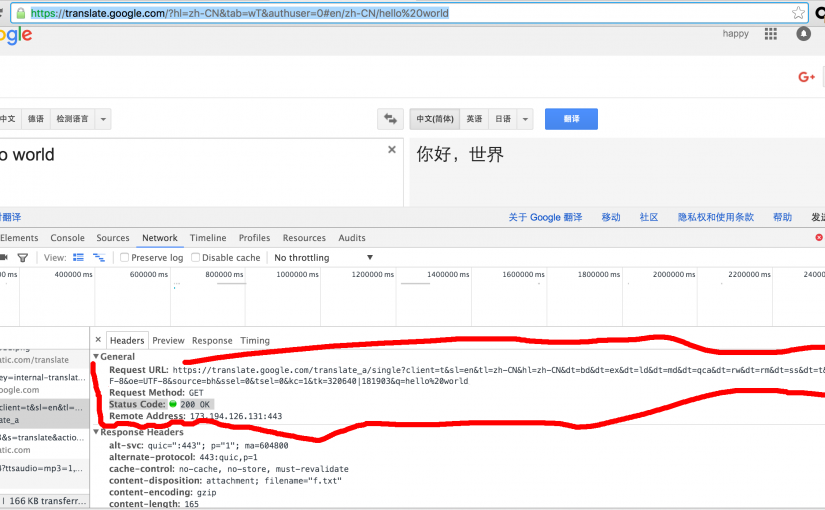 https://translate.google.com/?hl=zh-CN&tab=wT&authuser=0#en/zh-CN/hello%20world
ogle
happy
G+
中文 德语 检测语言 中文(简体) 英语 日语 翻译
o world
你好，世界
翻译 关于 Google 翻译 移动 社区 隐私权和使用条款 帮助 发送
Elements Console Sources Network Timeline Profiles Resources Audits
View: Preserve log Disable cache No throttling
00 ms 400000 ms 600000 ms 800000 ms 1000000 ms 1200000 ms 1400000 ms 1600000 ms 1800000 ms 2000000 ms 2200000 ms 24000
Headers Preview Response Timing
General
atic.com/translate
Request URL: https://translate.google.com/translate_a/single?client=t&sl=en&tl=zh-CN&hl=zh-CN&dt=bd&dt=ex&dt=ld&dt=md&dt=qca&dt=rw&dt=rm&dt=ss&dt=t&
key=internal-translat...
F-8&oe=UTF-8&source=bh&ssel=0&tsel=0&kc=1&tk=320640|181903&q=hello%20world
oogle.com
Request Method: GET
client=t&sl=en&tl=...
Status Code: 200 OK
ate_a
Remote Address: 173.194.126.131:443
Response Headers
&s=translate&actio...
alt-svc: quic=":443"; p="1"; ma=604800
atic.com
alternate-protocol: 443:quic,p=1
?ttsaudio=mp3=1,...
cache-control: no-cache, no-store, must-revalidate
content-disposition: attachment; filename="f.txt"
content-encoding: gzip
166 KB transferr...
content-length: 165